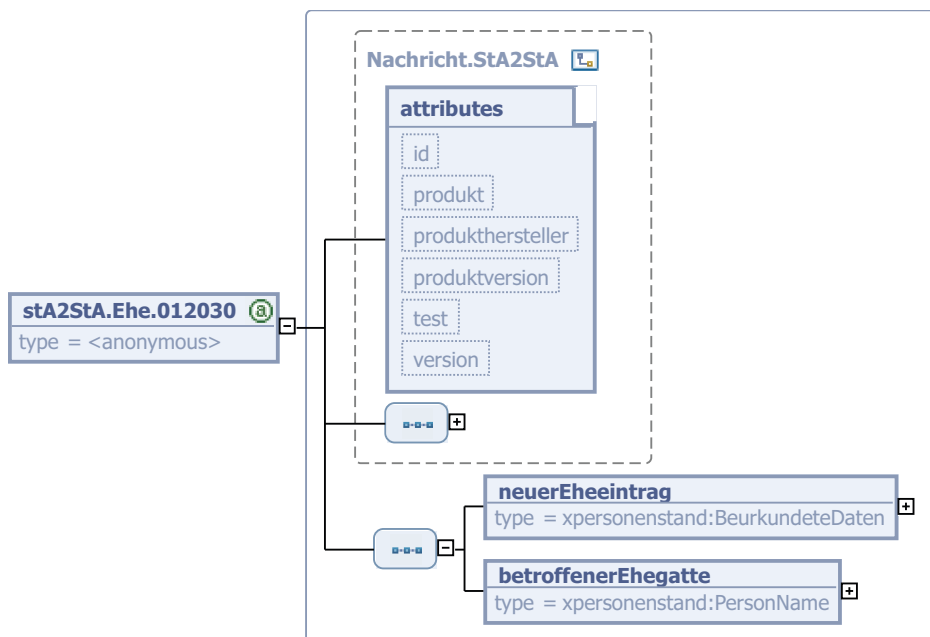 Nachricht.StA2StA
attributes
id
produkt
produkthersteller
produktversion
test
version
stA2StA.Ehe.012030 @
type = <anonymous>
neuerEheeintrag
type = xpersonenstand:BeurkundeteDaten
betroffenerEhegatte
type = xpersonenstand:PersonName